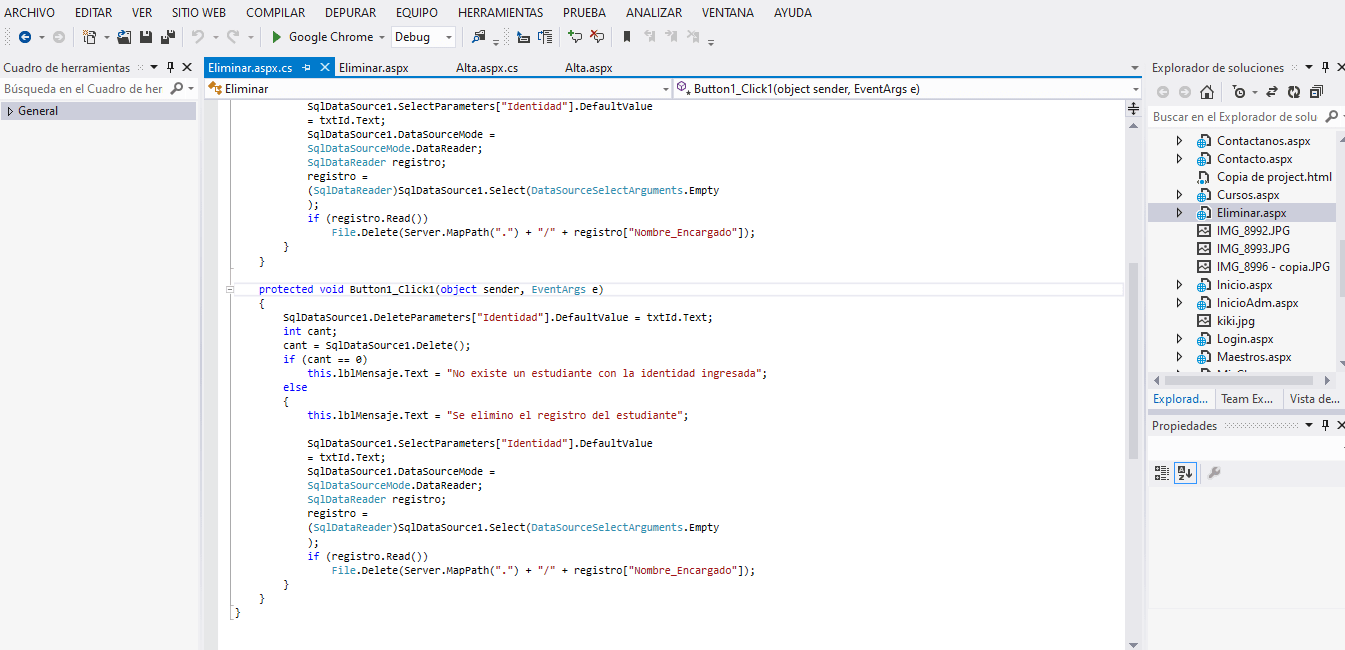 ARCHIVO EDITAR VER SITIO WEB COMPILAR DEPURAR EQUIPO HERRAMIENTAS PRUEBA ANALIZAR VENTANA AYUDA
Google Chrome Debug
Cuadro de herramientas
Búsqueda en el Cuadro de her
General
Eliminar.aspx.cs Eliminar.aspx Alta.aspx.cs Alta.aspx
Eliminar Button1_Click1(object sender, EventArgs e)
SqlDataSource1.SelectParameters["Identidad"].DefaultValue
= txtId.Text;
SqlDataSource1.DataSourceMode =
SqlDataSourceMode.DataReader;
SqlDataReader registro;
registro =
(SqlDataReader)SqlDataSource1.Select(DataSourceSelectArguments.Empty
);
if (registro.Read())
File.Delete(Server.MapPath(".") + "/" + registro["Nombre_Encargado"]);
}
}
protected void Button1_Click1(object sender, EventArgs e)
{
SqlDataSource1.DeleteParameters["Identidad"].DefaultValue = txtId.Text;
int cant;
cant = SqlDataSource1.Delete();
if (cant == 0)
this.lblMensaje.Text = "No existe un estudiante con la identidad ingresada";
else
{
this.lblMensaje.Text = "Se elimino el registro del estudiante";
SqlDataSource1.SelectParameters["Identidad"].DefaultValue
= txtId.Text;
SqlDataSource1.DataSourceMode =
SqlDataSourceMode.DataReader;
SqlDataReader registro;
registro =
(SqlDataReader)SqlDataSource1.Select(DataSourceSelectArguments.Empty
);
if (registro.Read())
File.Delete(Server.MapPath(".") + "/" + registro["Nombre_Encargado"]);
}
}
}
Explorador de soluciones
Buscar en el Explorador de solu
Contactanos.aspx
Contacto.aspx
Copia de project.html
Cursos.aspx
Eliminar.aspx
IMG_8992.JPG
IMG_8993.JPG
IMG_8996 - copia.JPG
Inicio.aspx
InicioAdm.aspx
kiki.jpg
Login.aspx
Maestros.aspx
Explorad... Team Ex... Vista de...
Propiedades